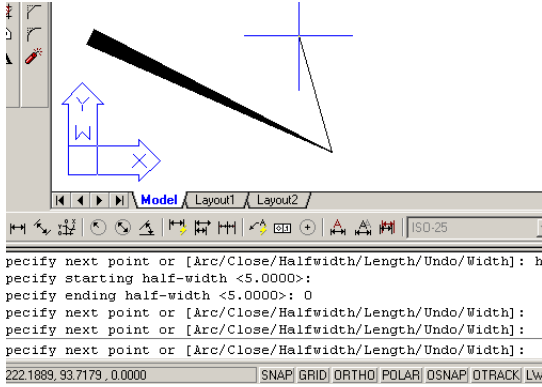 Y
W
X
Model Layout1 Layout2
ISO-25
pecify next point or [Arc/Close/Halfwidth/Length/Undo/Width]: h
pecify starting half-width <5.0000>:
pecify ending half-width <5.0000>: 0
pecify next point or [Arc/Close/Halfwidth/Length/Undo/Width]:
pecify next point or [Arc/Close/Halfwidth/Length/Undo/Width]:
pecify next point or [Arc/Close/Halfwidth/Length/Undo/Width]:
222.1889, 93.7179 , 0.0000 SNAP GRID ORTHO POLAR OSNAP OTRACK LW